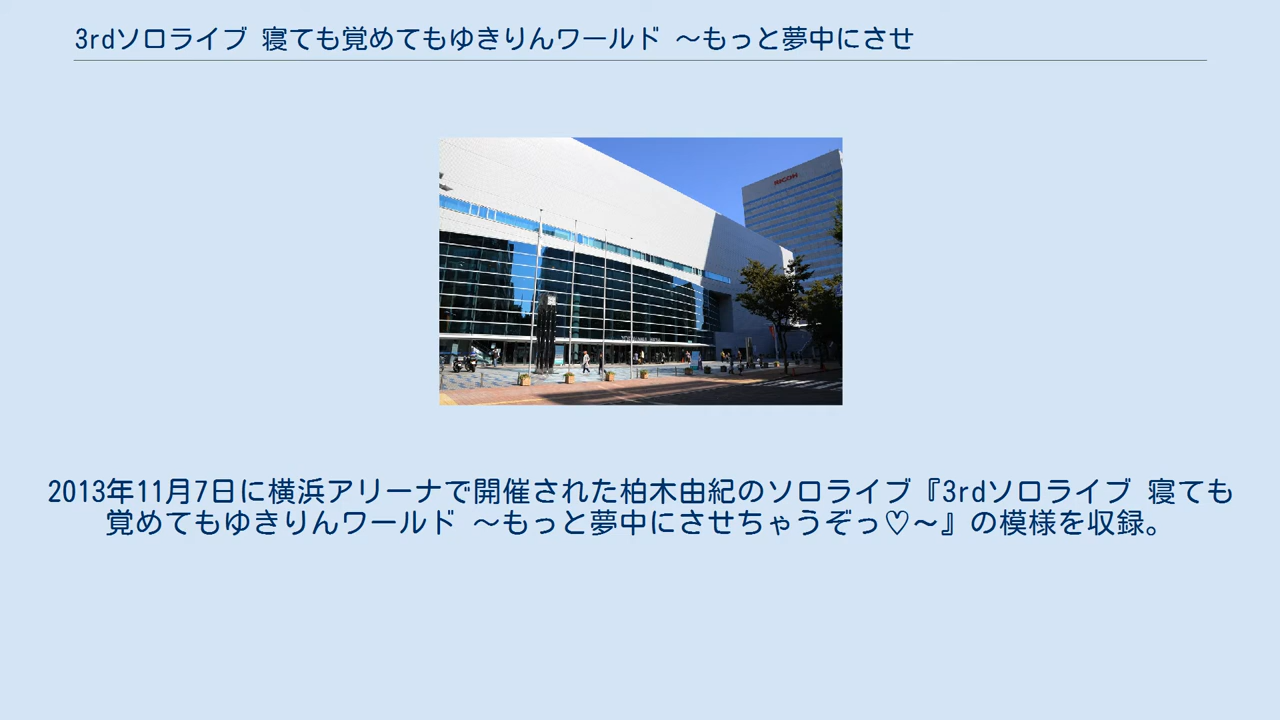 3rdソロライブ 寝ても覚めてもゆきりんワールド ～もっと夢中にさせ
RICOH
2013年11月7日に横浜アリーナで開催された柏木由紀のソロライブ『3rdソロライブ 寝ても
覚めてもゆきりんワールド ～もっと夢中にさせちゃうぞっ♡～』の模様を収録。